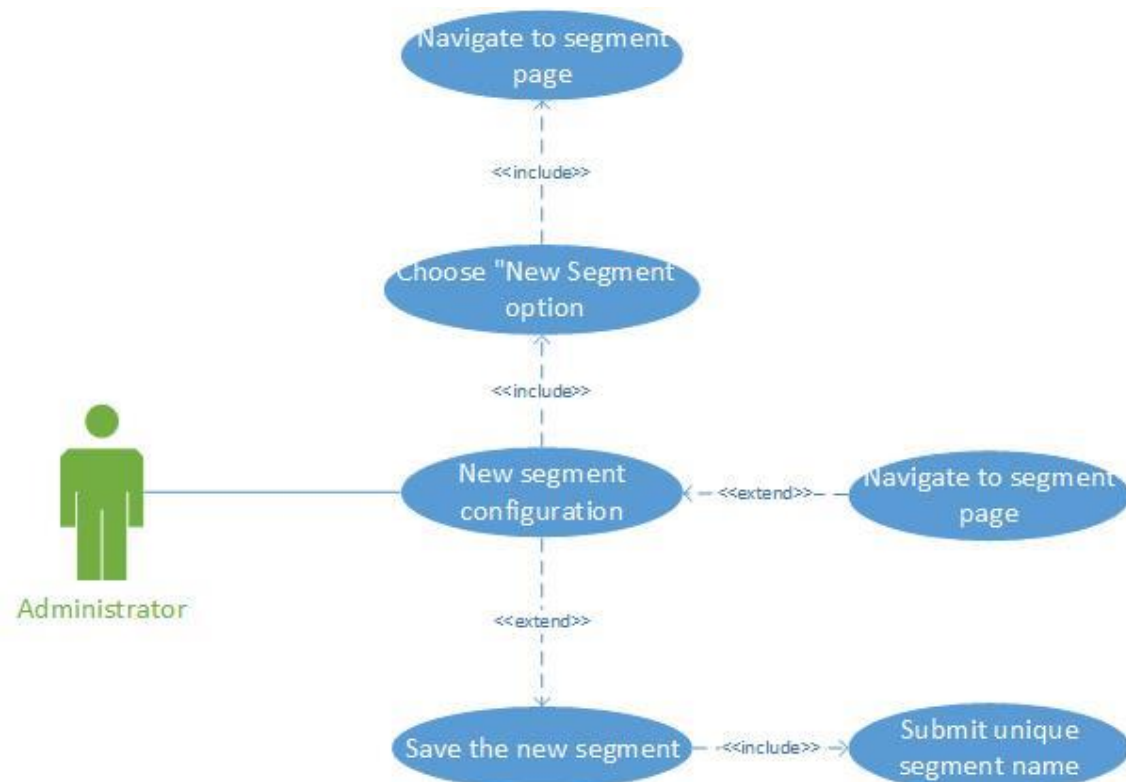 Navigate to segment
page
<<include>>
Choose "New Segment
option
<<include>>
New segment
configuration
<<extend>>
Navigate to segment
page
Administrator
<<extend>>
Save the new segment
<<include>>
Submit unique
segment name